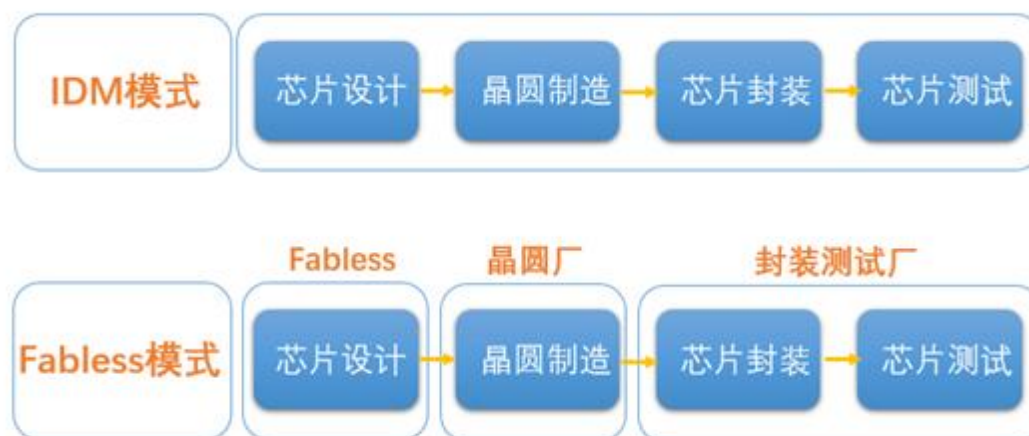 IDM模式
芯片设计
晶圆制造
芯片封装
芯片测试
Fabless
晶圆厂
封装测试厂
Fabless模式
芯片设计
晶圆制造
芯片封装
芯片测试